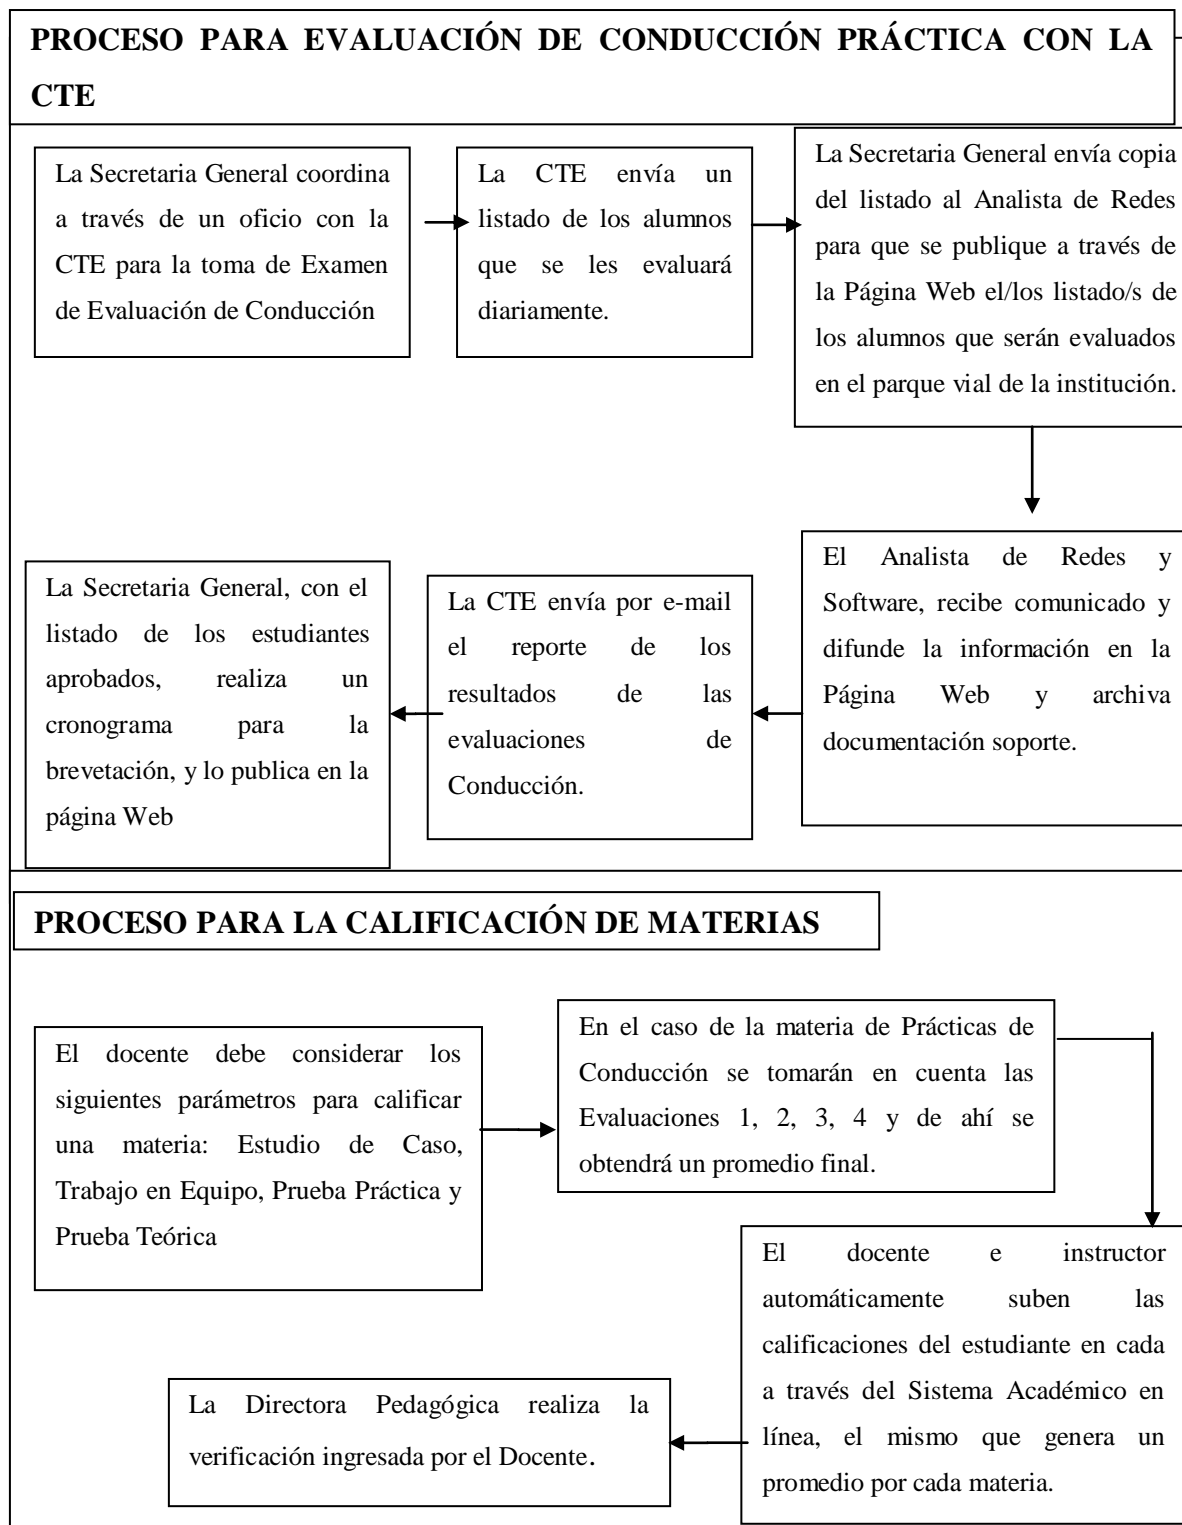 PROCESO PARA EVALUACIÓN DE CONDUCCIÓN PRÁCTICA CON LA
CTE
La Secretaria General coordina
a través de un oficio con la
CTE para la toma de Examen
de Evaluación de Conducción
La CTE envía un
listado de los alumnos
que se les evaluará
diariamente.
La Secretaria General envía copia
del listado al Analista de Redes
para que se publique a través de
la Página Web el/los listado/s de
los alumnos que serán evaluados
en el parque vial de la institución.
El Analista de Redes y
Software, recibe comunicado y
difunde la información en la
Página Web y archiva
documentación soporte.
La CTE envía por e-mail
el reporte de los
resultados de las
evaluaciones de
Conducción.
La Secretaria General, con el
listado de los estudiantes
aprobados, realiza un
cronograma para la
brevetación, y lo publica en la
página Web
PROCESO PARA LA CALIFICACIÓN DE MATERIAS
El docente debe considerar los
siguientes parámetros para calificar
una materia: Estudio de Caso,
Trabajo en Equipo, Prueba Práctica y
Prueba Teórica
En el caso de la materia de Prácticas de
Conducción se tomarán en cuenta las
Evaluaciones 1, 2, 3, 4 y de ahí se
obtendrá un promedio final.
El docente e instructor
automáticamente suben las
calificaciones del estudiante en cada
a través del Sistema Académico en
línea, el mismo que genera un
promedio por cada materia.
La Directora Pedagógica realiza la
verificación ingresada por el Docente.